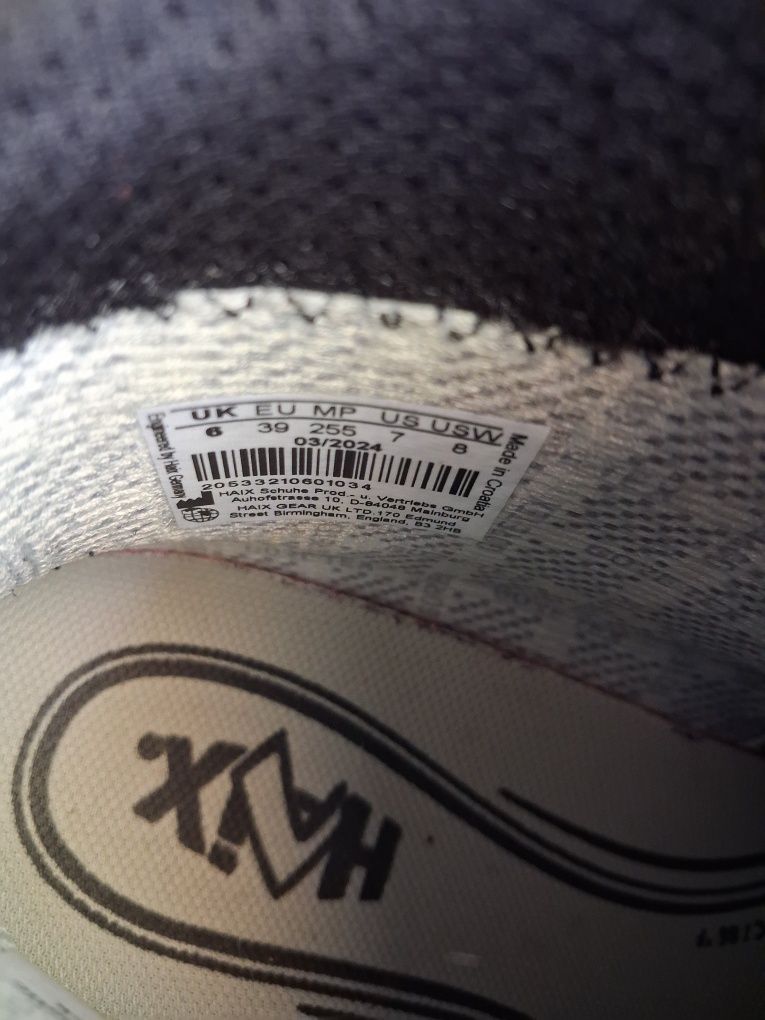 UK EU MP US USW
6 39 255 7 8
03/2024
20533210601034
HAIX Schuhe Prod.- u. Vertriebs GmbH
Auhofstrasse 10, D-84048 Mainburg
HAIX GEAR UK LTD.170 Edmund
Street Birmingham, England, B3 2HB
Engineered by Haix Germany
Made in Croatia
HAIX